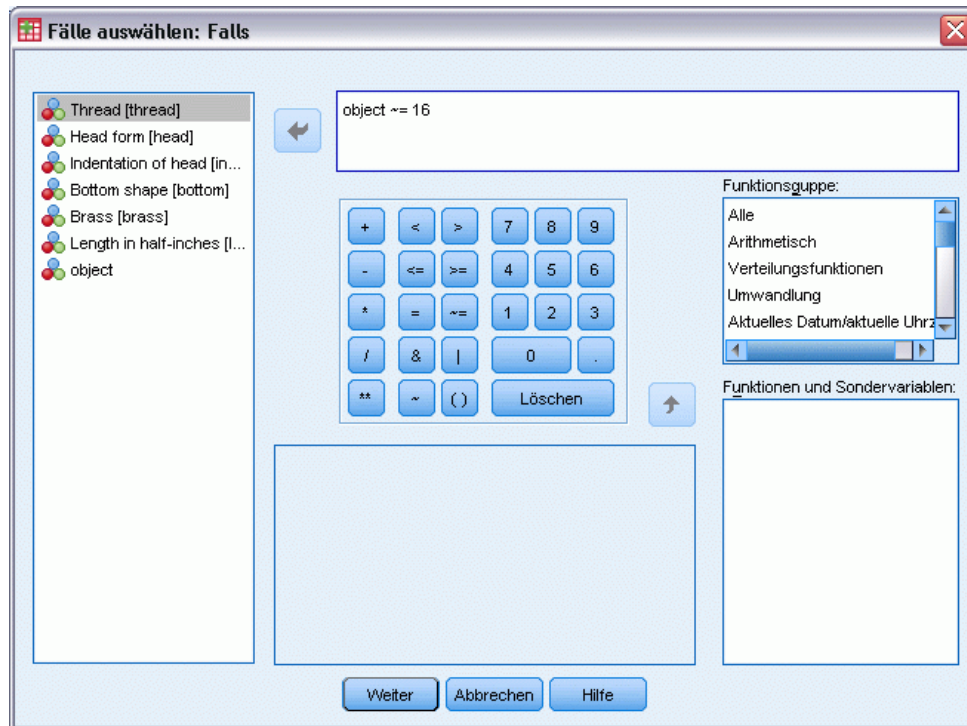 Fälle auswählen: Falls
Thread [thread]
Head form [head]
Indentation of head [in...
Bottom shape [bottom]
Brass [brass]
Length in half-inches [l...
object
object ~= 16
+ < > 7 8 9
- <= >= 4 5 6
* = ~= 1 2 3
/ & | 0 .
** ~ ( ) Löschen
Funktionsgruppe:
Alle
Arithmetisch
Verteilungsfunktionen
Umwandlung
Aktuelles Datum/aktuelle Uhrz
Funktionen und Sondervariablen:
Weiter Abbrechen Hilfe